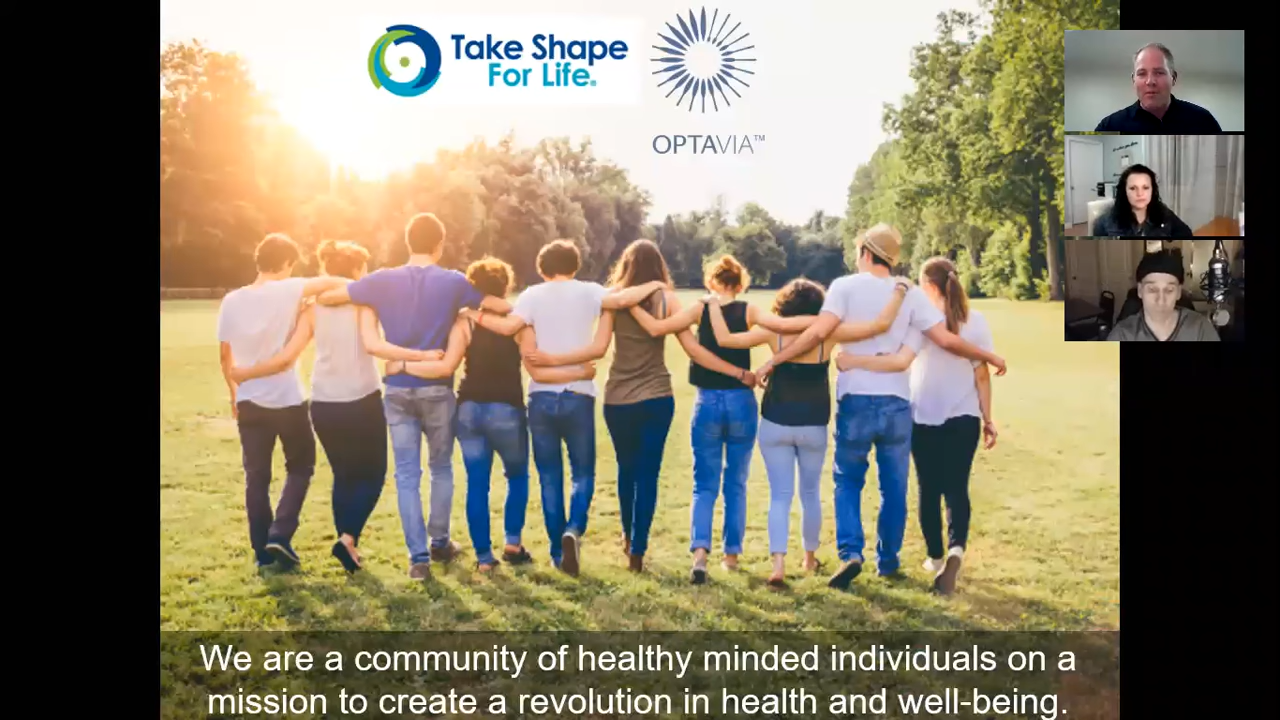 Take Shape
For Life®
OPTAVIA™
We are a community of healthy minded individuals on a
mission to create a revolution in health and well-being.